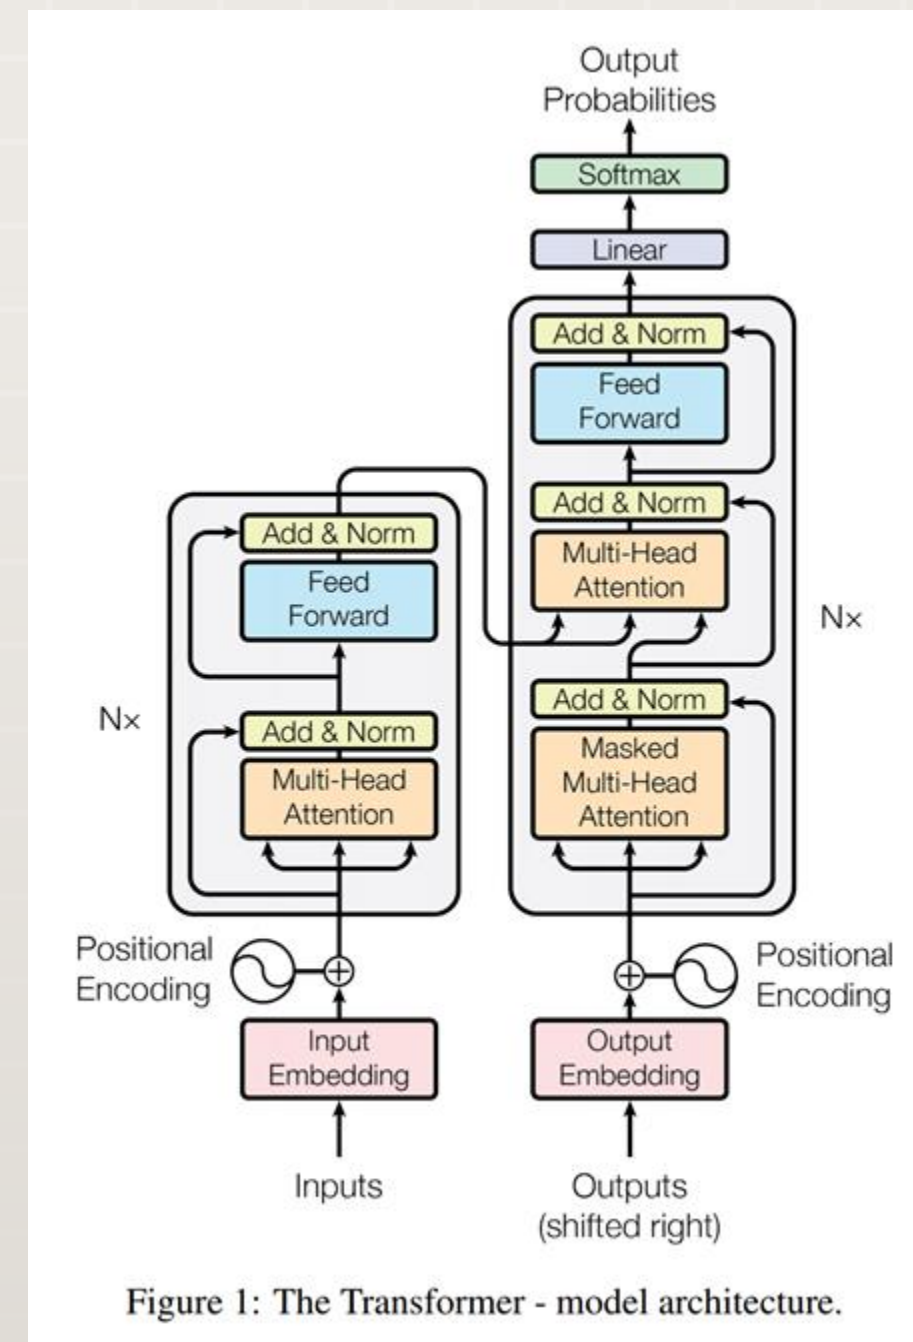 Output
Probabilities
Softmax
Linear
Add & Norm
Feed
Forward
Add & Norm
Multi-Head
Attention
Add & Norm
Masked
Multi-Head
Attention
Nx
Add & Norm
Feed
Forward
Add & Norm
Multi-Head
Attention
Nx
Positional
Encoding
Positional
Encoding
Input
Embedding
Output
Embedding
Inputs
Outputs
(shifted right)
Figure 1: The Transformer - model architecture.